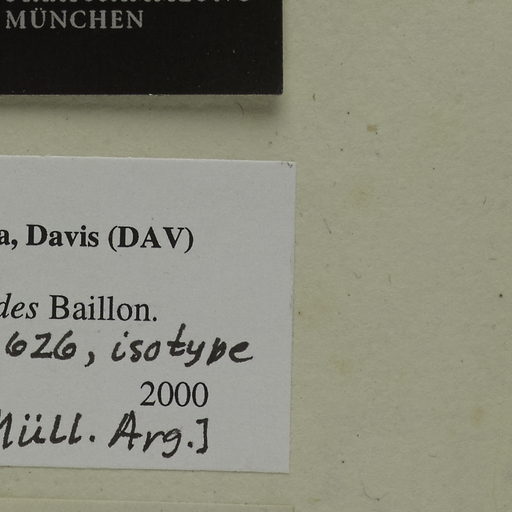 MÜNCHEN
a, Davis (DAV)
des Baillon.
626, isotype
2000
Müll. Arg.]